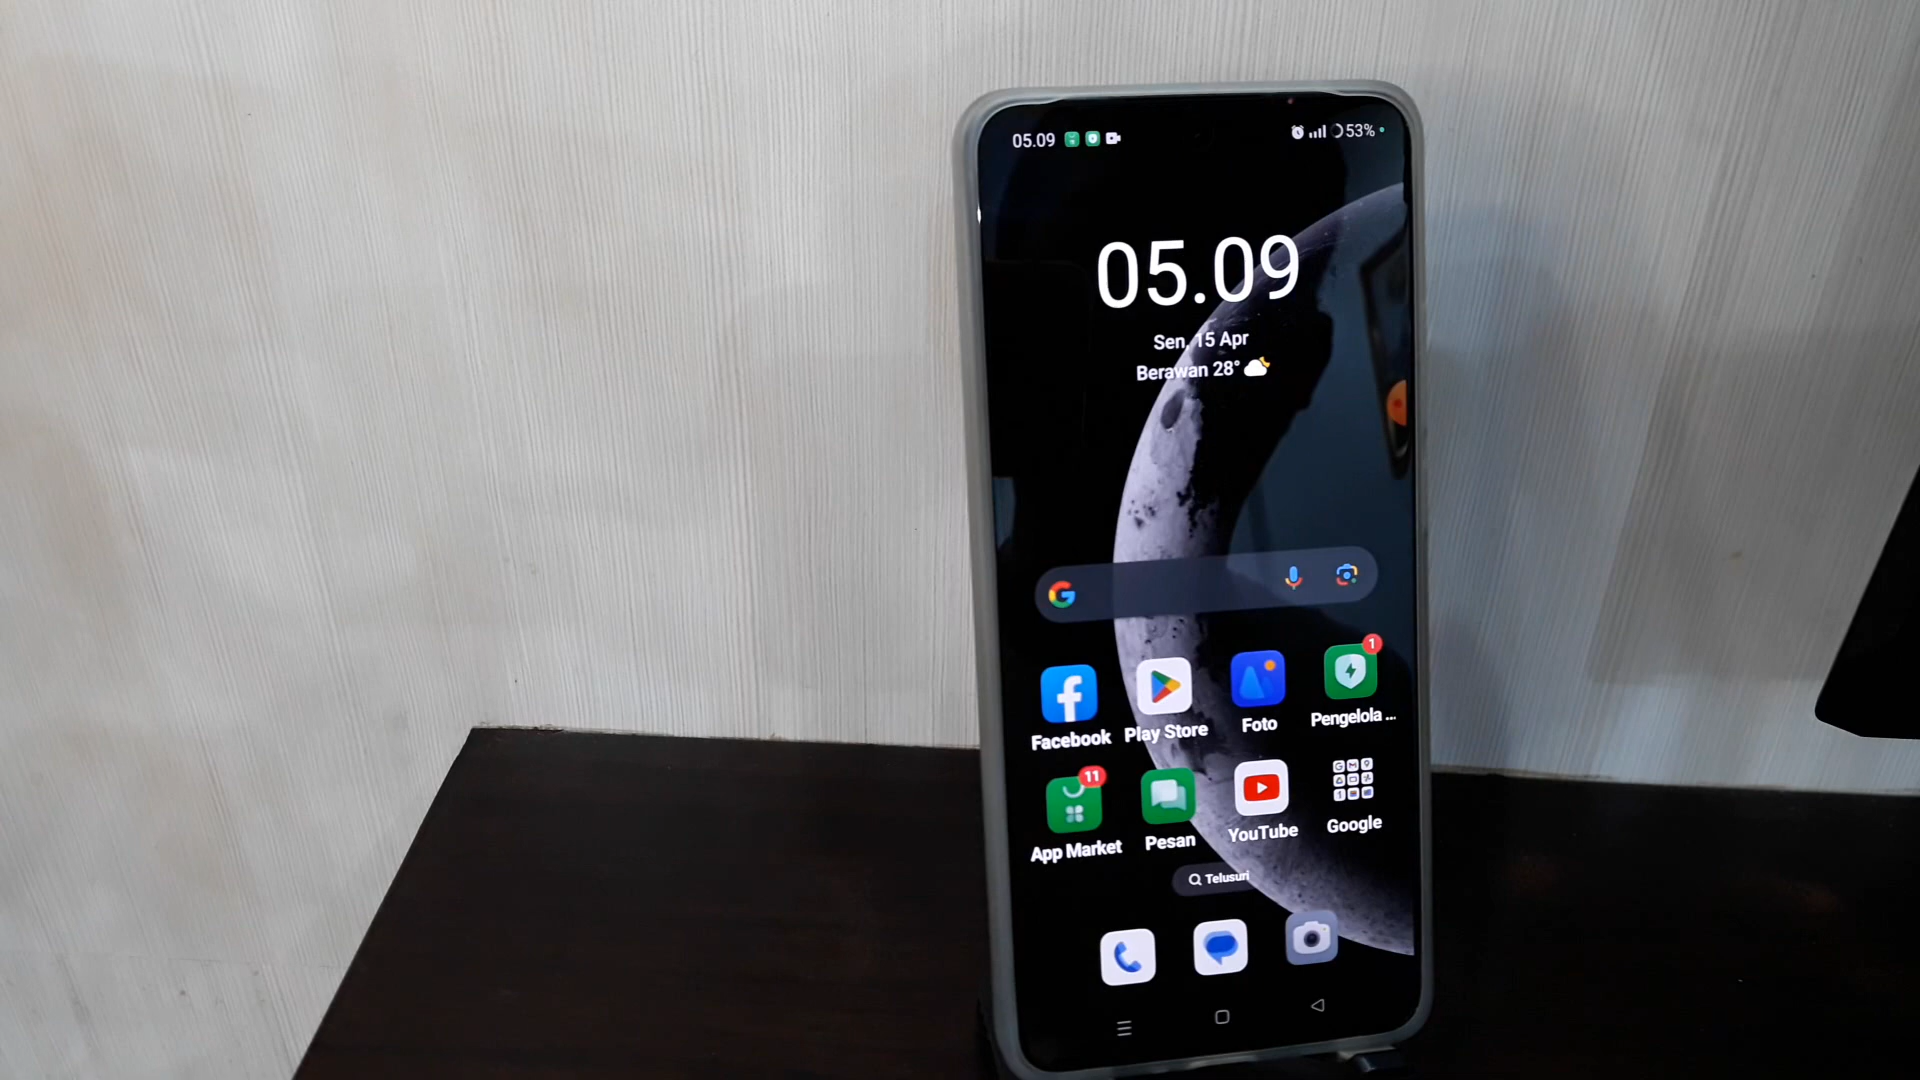 05.09
53%
05.09
Sen, 15 Apr
Berawan 28°
1
Facebook Play Store Foto Pengelola ...
11
App Market Pesan YouTube Google
Telusuri